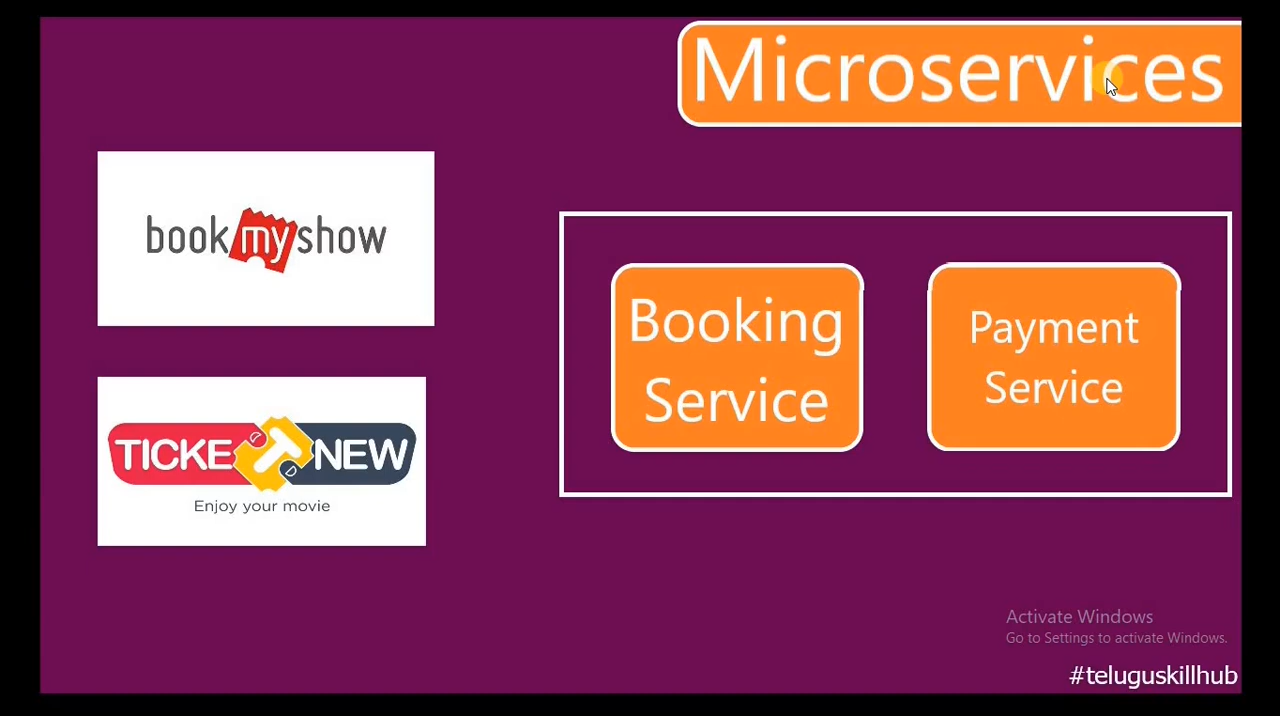 Microservices
bookmyshow
Booking
Service
Payment
Service
TICKETNEW
Enjoy your movie
Activate Windows
Go to Settings to activate Windows.
#teluguskillhub